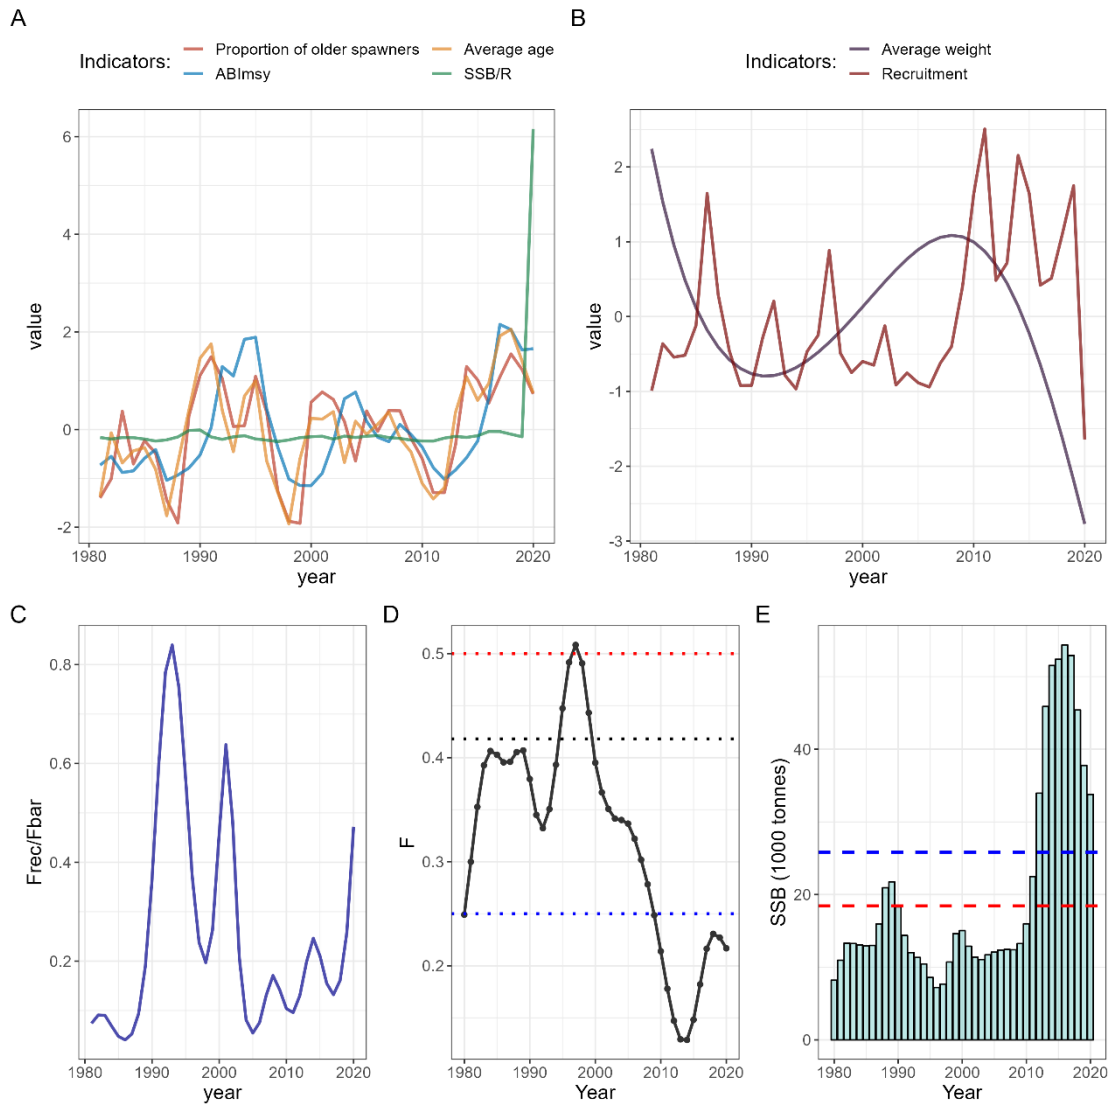 A
Indicators:
Proportion of older spawners
Average age
ABImsy
SSB/R
value
6
4
2
0
-2
1980
1990
2000
2010
2020
year
B
Indicators:
Average weight
Recruitment
value
2
1
0
-1
-2
-3
1980
1990
2000
2010
2020
year
C
Frec/Fbar
0.8
0.6
0.4
0.2
1980
1990
2000
2010
2020
year
D
F
0.5
0.4
0.3
0.2
1980
1990
2000
2010
2020
Year
E
SSB (1000 tonnes)
40
20
0
1980
1990
2000
2010
2020
Year